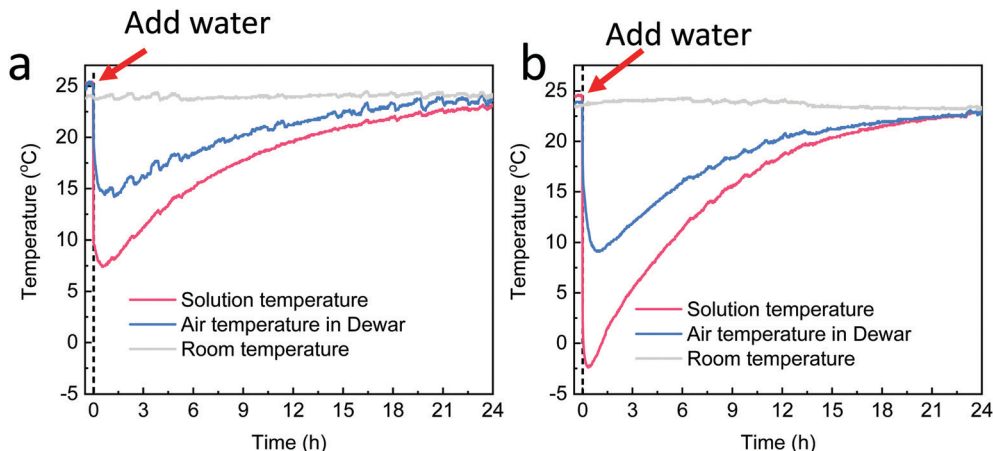 Add water
a
Temperature (ºC)
25
20
15
10
5
0
-5
Solution temperature
Air temperature in Dewar
Room temperature
0 3 6 9 12 15 18 21 24
Time (h)
Add water
b
Temperature (ºC)
25
20
15
10
5
0
-5
Solution temperature
Air temperature in Dewar
Room temperature
0 3 6 9 12 15 18 21 24
Time (h)